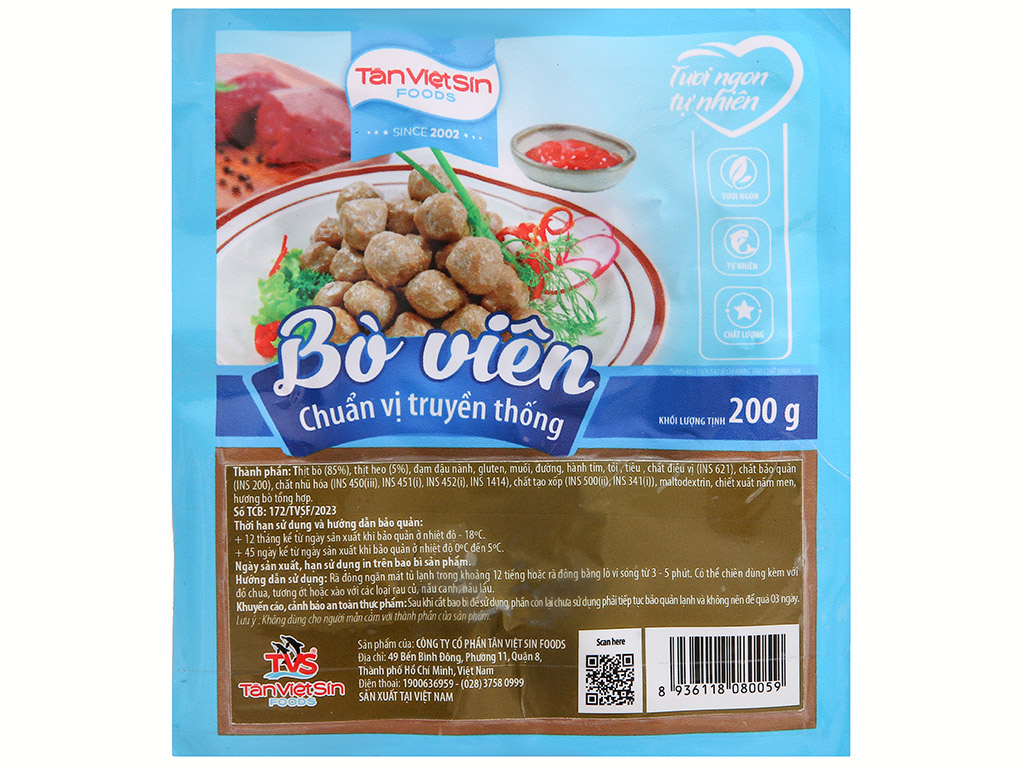 TânViệtSin
FOODS
SINCE 2002
Tươi ngon
tự nhiên
TƯƠI NGON
TỰ NHIÊN
CHẤT LƯỢNG
Bò viên
Chuẩn vị truyền thống
KHỐI LƯỢNG TỊNH 200 g
Thành phần: Thịt bò (85%), thịt heo (5%), đạm đậu nành, gluten, muối, đường, hành tím, tỏi, tiêu, chất điều vị (INS 621), chất bảo quản
(INS 200), chất nhũ hóa (INS 450(iii), INS 451(i), INS 452(i), INS 1414), chất tạo xốp (INS 500(ii), INS 341(i)), maltodextrin, chiết xuất nấm men,
hương bò tổng hợp.
Số TCB: 172/TVSF/2023
Thời hạn sử dụng và hướng dẫn bảo quản:
+ 12 tháng kể từ ngày sản xuất khi bảo quản ở nhiệt độ - 18ºC.
+ 45 ngày kể từ ngày sản xuất khi bảo quản ở nhiệt độ 0ºC đến 5ºC.
Ngày sản xuất, hạn sử dụng in trên bao bì sản phẩm.
Hướng dẫn sử dụng: Rã đông ngăn mát tủ lạnh trong khoảng 12 tiếng hoặc rã đông bằng lò vi sóng từ 3 - 5 phút. Có thể chiên dùng kèm với
đồ chua, tương ớt hoặc xào với các loại rau củ, nấu canh, nấu lẩu.
Khuyến cáo, cảnh báo an toàn thực phẩm: Sau khi cắt bao bì để sử dụng, phần còn lại chưa sử dụng phải tiếp tục bảo quản lạnh và không nên để quá 03 ngày.
Lưu ý: Không dùng cho người mẫn cảm với thành phần của sản phẩm.
TVS
TânViệtSin
FOODS
Sản phẩm của: CÔNG TY CỔ PHẦN TÂN VIỆT SIN FOODS
Địa chỉ: 49 Bến Bình Đông, Phường 11, Quận 8,
Thành phố Hồ Chí Minh, Việt Nam
Điện thoại: 1900636959 - (028) 3758 0999
SẢN XUẤT TẠI VIỆT NAM
Scan here
8 936118 080059